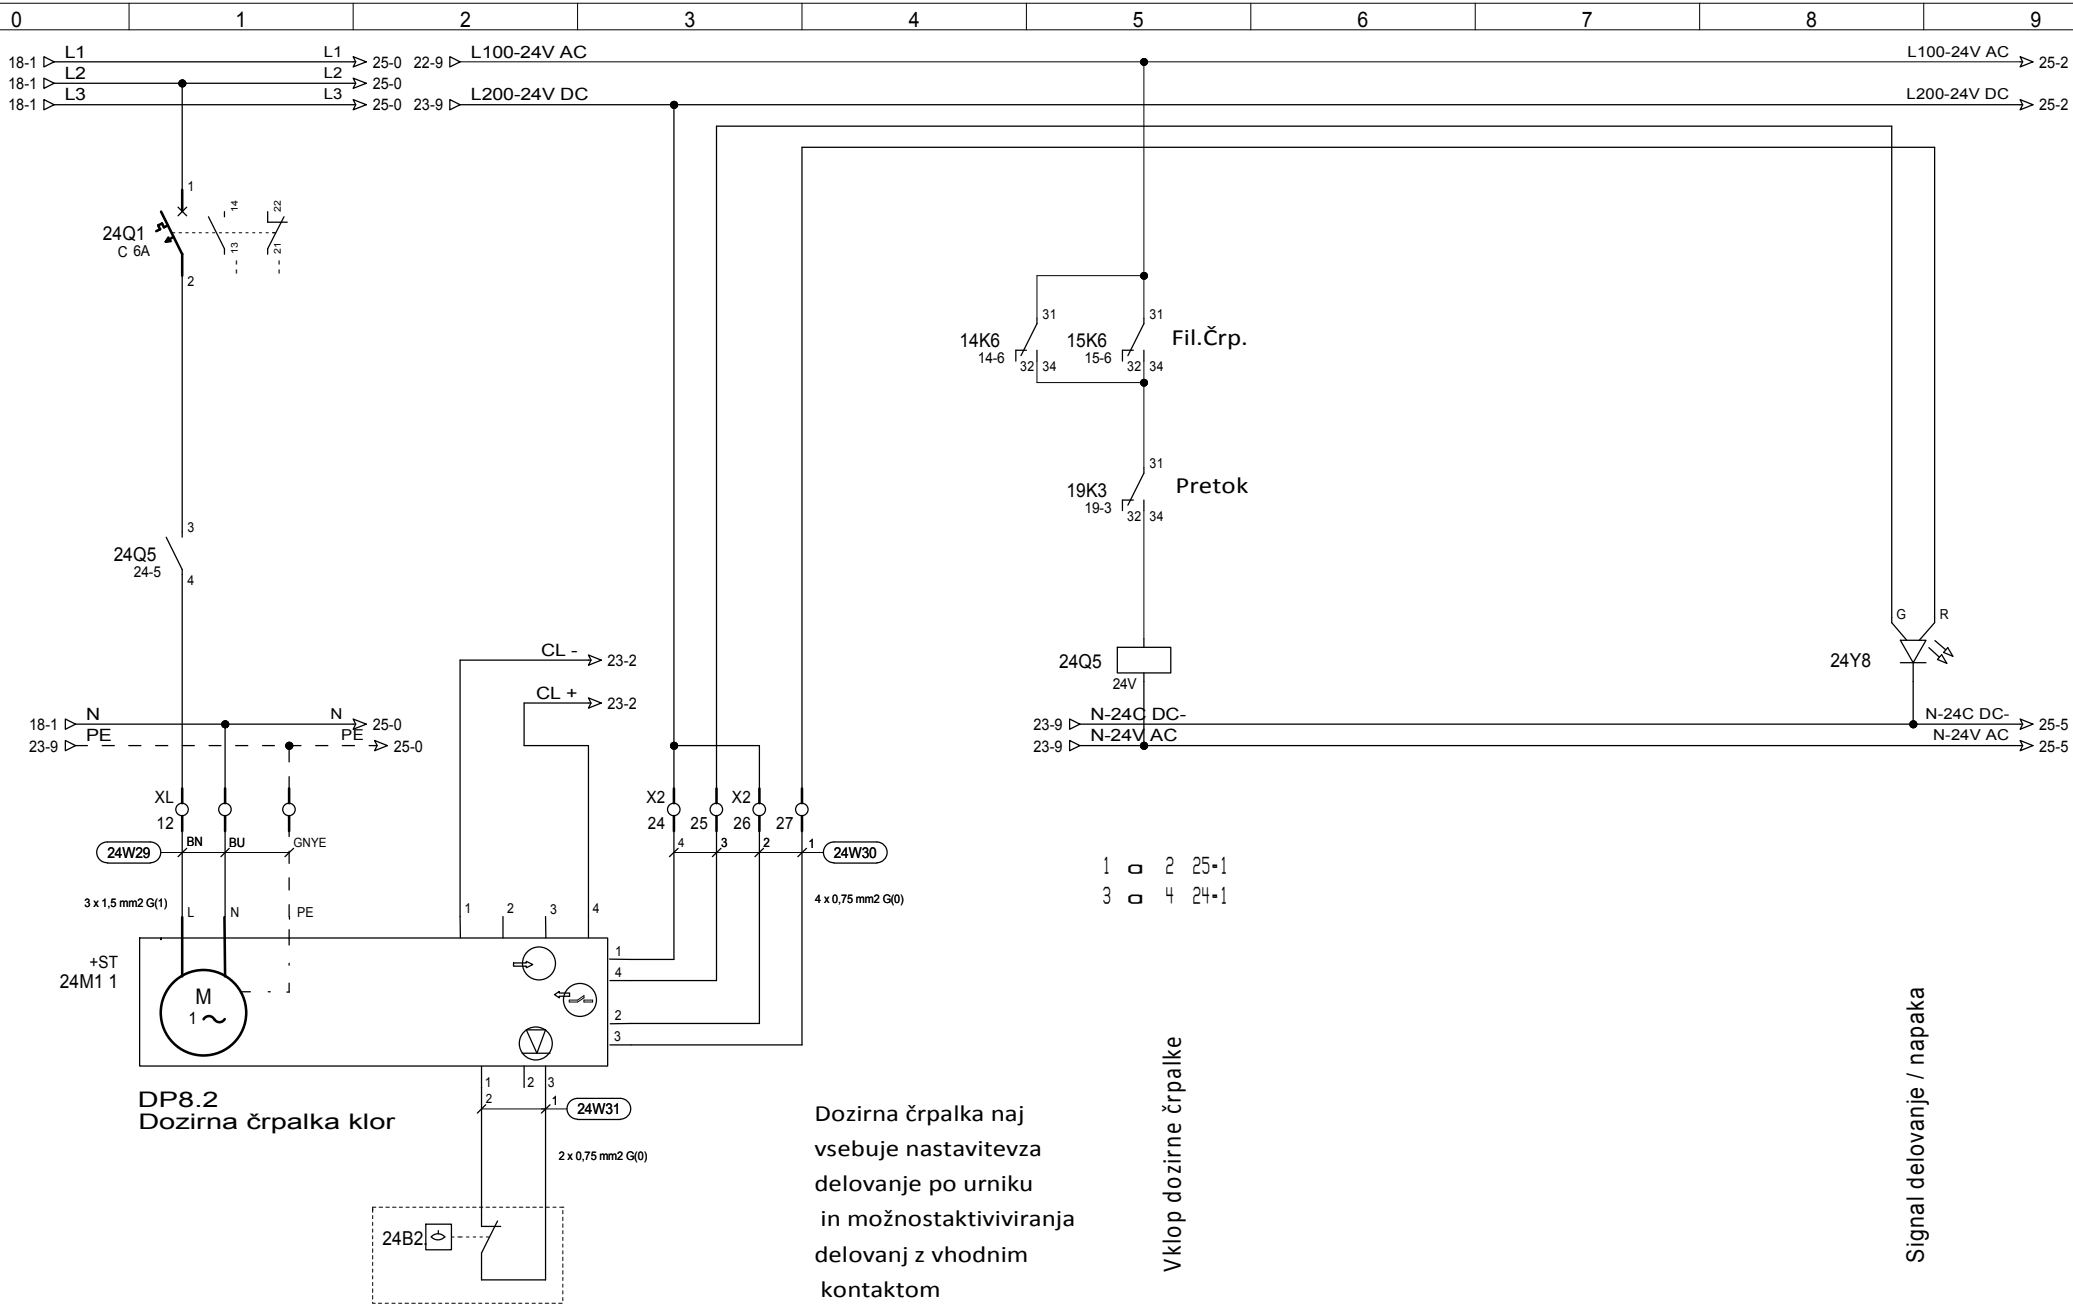 0 1 2 3 4 5 6 7 8 9
18-1 L1 L1 25-0 22-9 L100-24V AC L100-24V AC 25-2
18-1 L2 L2 25-0
18-1 L3 L3 25-0 23-9 L200-24V DC L200-24V DC 25-2
1
14 22
24Q1
C 6A
13 21
2
31 31
14K6 15K6 Fil.Črp.
14-6 15-6
32 34 32 34
31
19K3 Pretok
19-3
32 34
3
24Q5
24-5
4
G R
CL - 23-2
24Q5 24Y8
24V
CL + 23-2
18-1 N N 25-0 23-9 N-24C DC- N-24C DC- 25-5
23-9 PE PE 25-0 23-9 N-24V AC N-24V AC 25-5
XL X2 X2
12 24 25 26 27
BN BU GNYE 4 3 2 1
24W29 24W30
1 2 25-1
3 4 24-1
3 x 1,5 mm2 G(1) 4 x 0,75 mm2 G(0)
L N PE 1 2 3 4
+ST
24M1 1
1
4
M
1
2
3
1 2 3
2 1 24W31
DP8.2
Dozirna črpalka klor
2 x 0,75 mm2 G(0)
24B2
Dozirna črpalka naj
vsebuje nastavitevza
delovanje po urniku
in možnostaktiviviranja
delovanj z vhodnim
kontaktom
Vklop dozirne črpalke
Signal delovanje / napaka